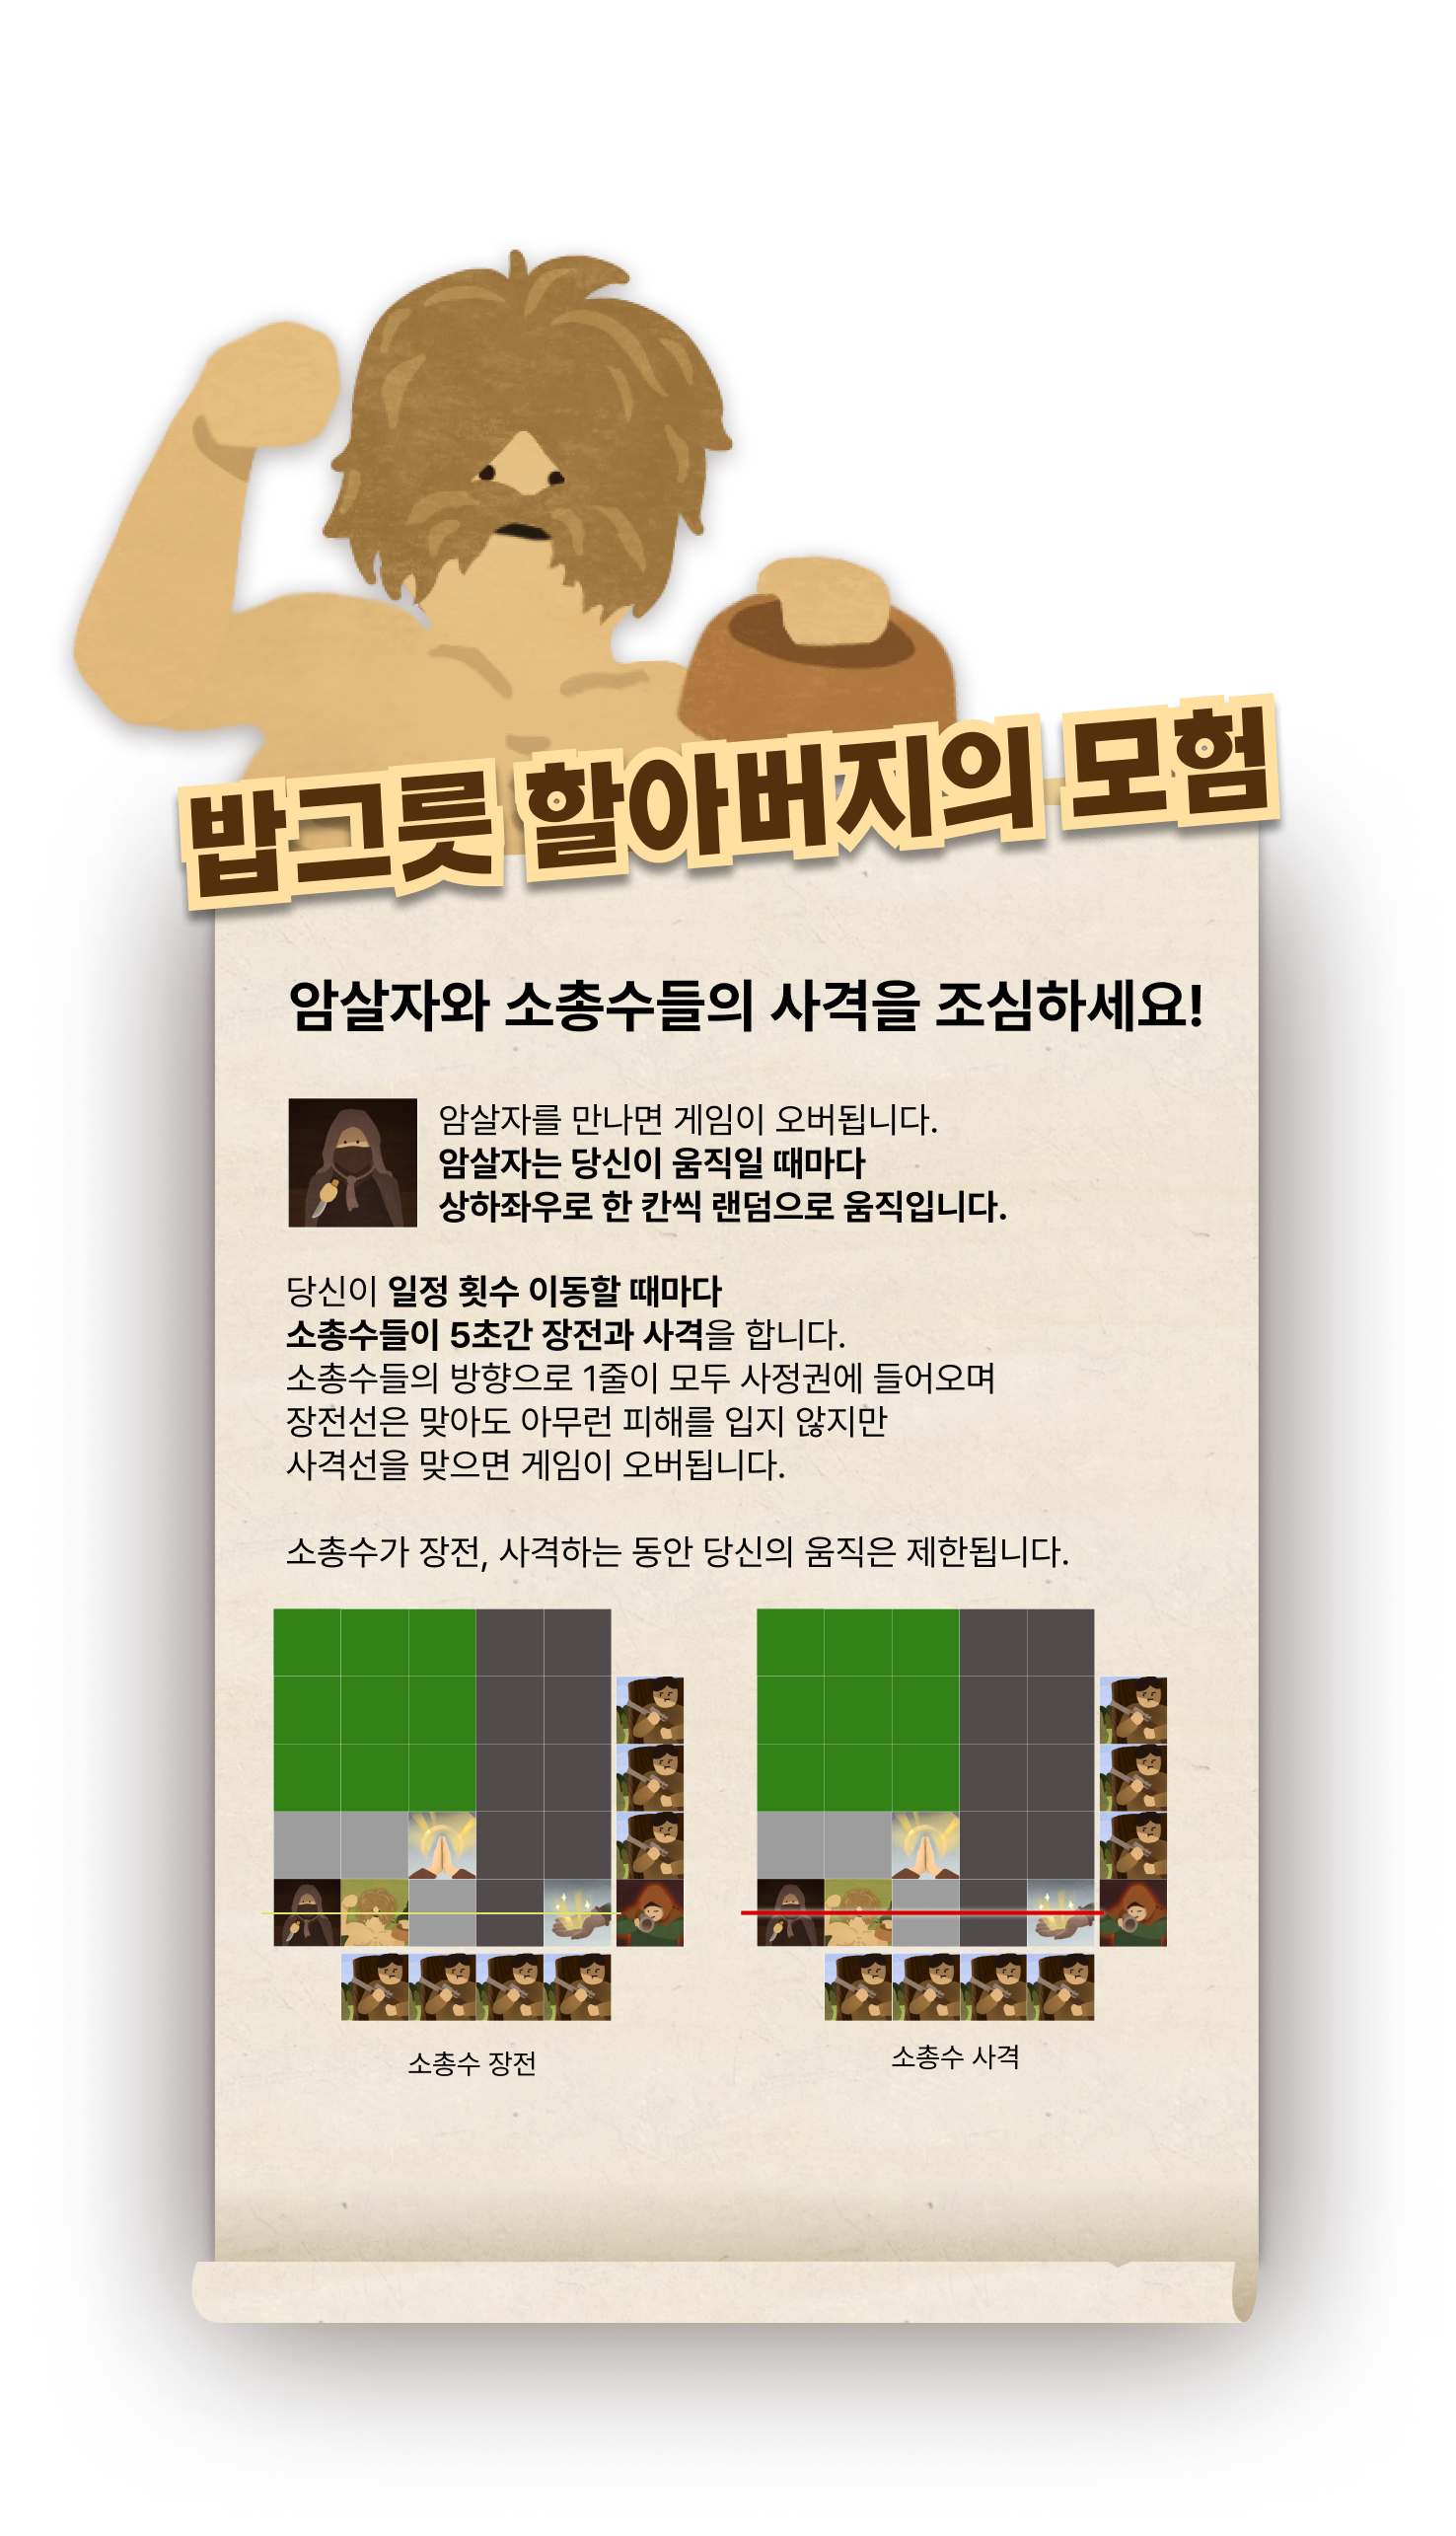 밥그릇 할아버지의 모험
암살자와 소총수들의 사격을 조심하세요!
암살자를 만나면 게임이 오버됩니다.
암살자는 당신이 움직일 때마다
상하좌우로 한 칸씩 랜덤으로 움직입니다.
당신이 일정 횟수 이동할 때마다
소총수들이 5초간 장전과 사격을 합니다.
소총수들의 방향으로 1줄이 모두 사정권에 들어오며
장전선은 맞아도 아무런 피해를 입지 않지만
사격선을 맞으면 게임이 오버됩니다.
소총수가 장전, 사격하는 동안 당신의 움직은 제한됩니다.
소총수 장전
소총수 사격